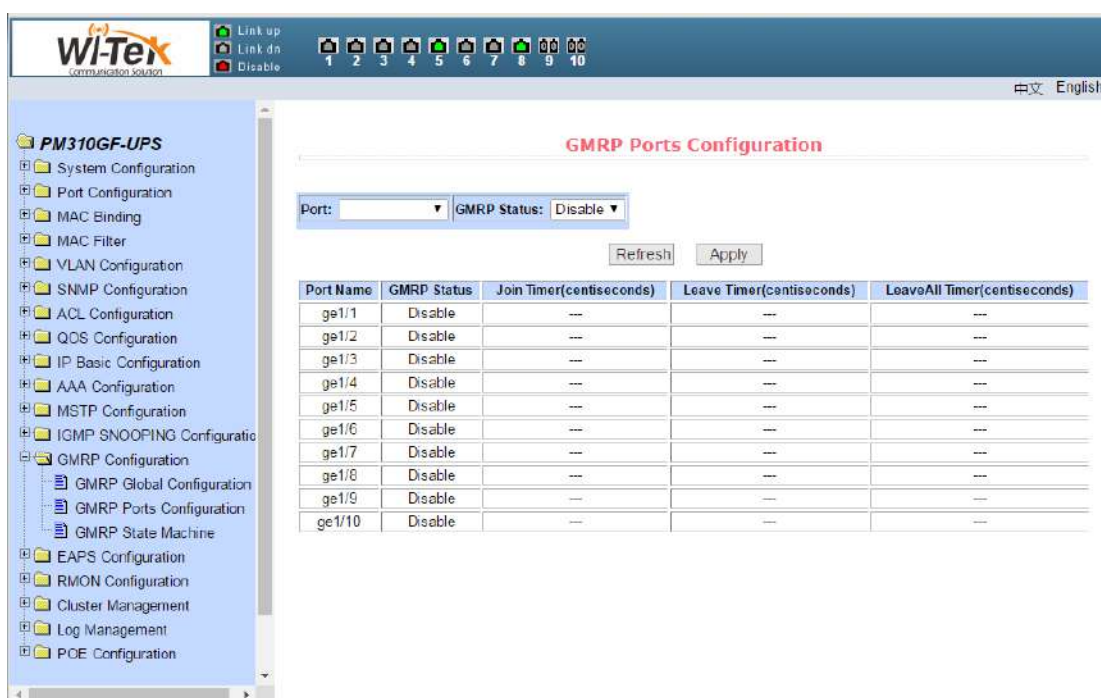 WI-TEK
Communication Solution
Link up
Link dn
Disable
1 2 3 4 5 6 7 8 9 10
中文 English
PM310GF-UPS
System Configuration
Port Configuration
MAC Binding
MAC Filter
VLAN Configuration
SNMP Configuration
ACL Configuration
QOS Configuration
IP Basic Configuration
AAA Configuration
MSTP Configuration
IGMP SNOOPING Configuratio
GMRP Configuration
GMRP Global Configuration
GMRP Ports Configuration
GMRP State Machine
EAPS Configuration
RMON Configuration
Cluster Management
Log Management
POE Configuration
GMRP Ports Configuration
Port: GMRP Status: Disable
Refresh Apply
Port Name GMRP Status Join Timer(centiseconds) Leave Timer(centiseconds) LeaveAll Timer(centiseconds)
ge1/1 Disable --- --- ---
ge1/2 Disable --- --- ---
ge1/3 Disable --- --- ---
ge1/4 Disable --- --- ---
ge1/5 Disable --- --- ---
ge1/6 Disable --- --- ---
ge1/7 Disable --- --- ---
ge1/8 Disable --- --- ---
ge1/9 Disable --- --- ---
ge1/10 Disable --- --- ---